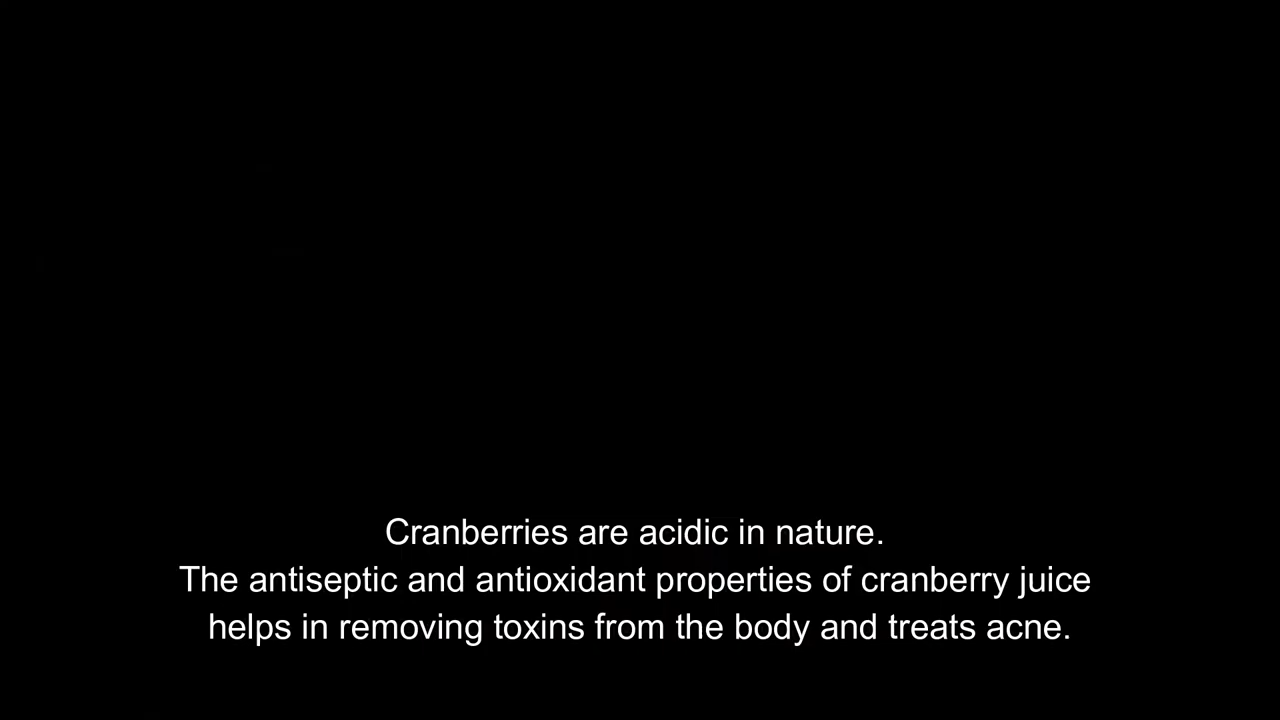 Cranberries are acidic in nature.
The antiseptic and antioxidant properties of cranberry juice
helps in removing toxins from the body and treats acne.